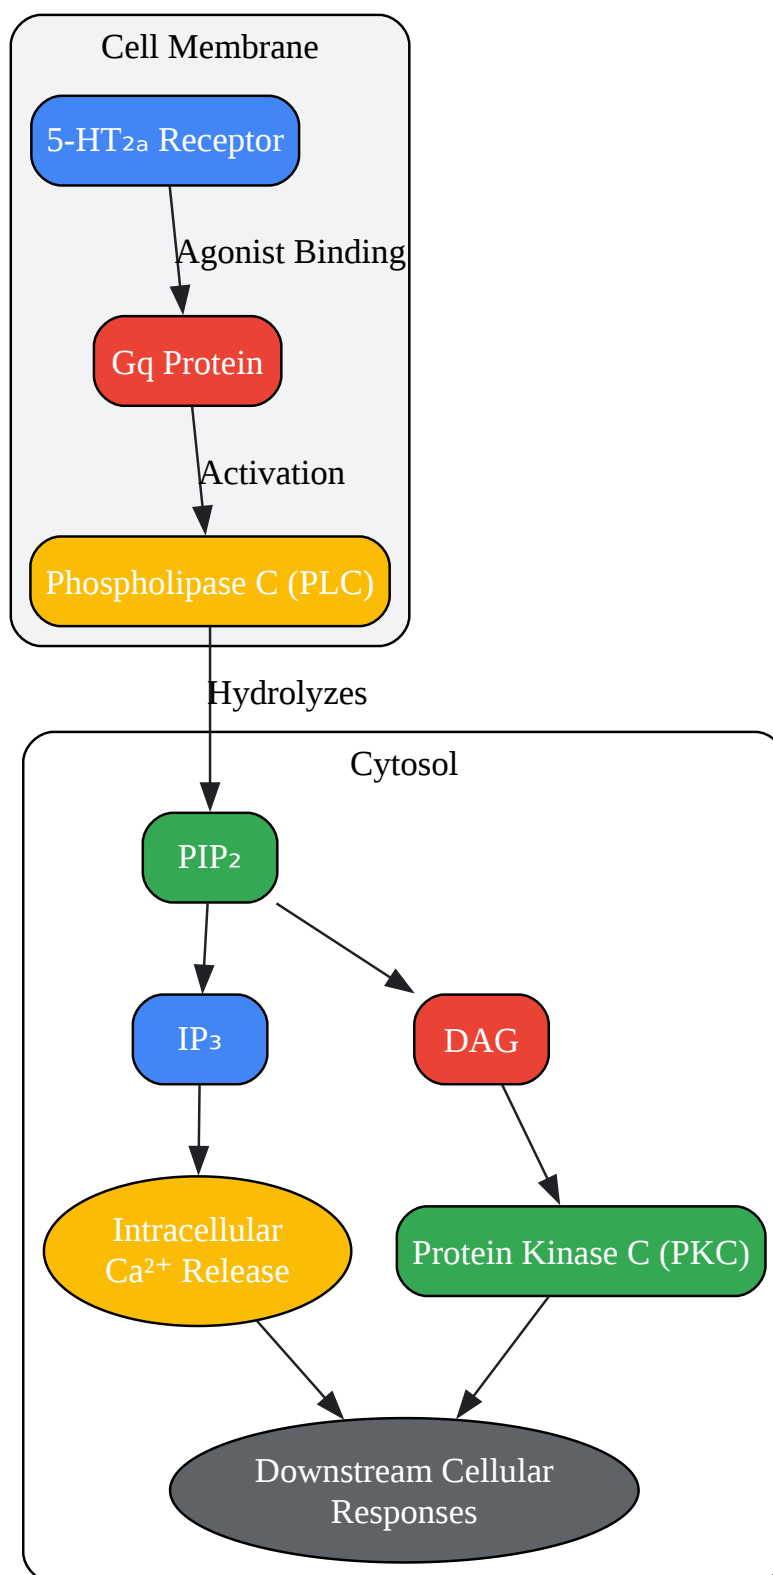 Cell Membrane
5-HT₂ₐ Receptor
Agonist Binding
Gq Protein
Activation
Phospholipase C (PLC)
Hydrolyzes
Cytosol
PIP₂
IP₃
DAG
Intracellular
Ca²⁺ Release
Protein Kinase C (PKC)
Downstream Cellular
Responses